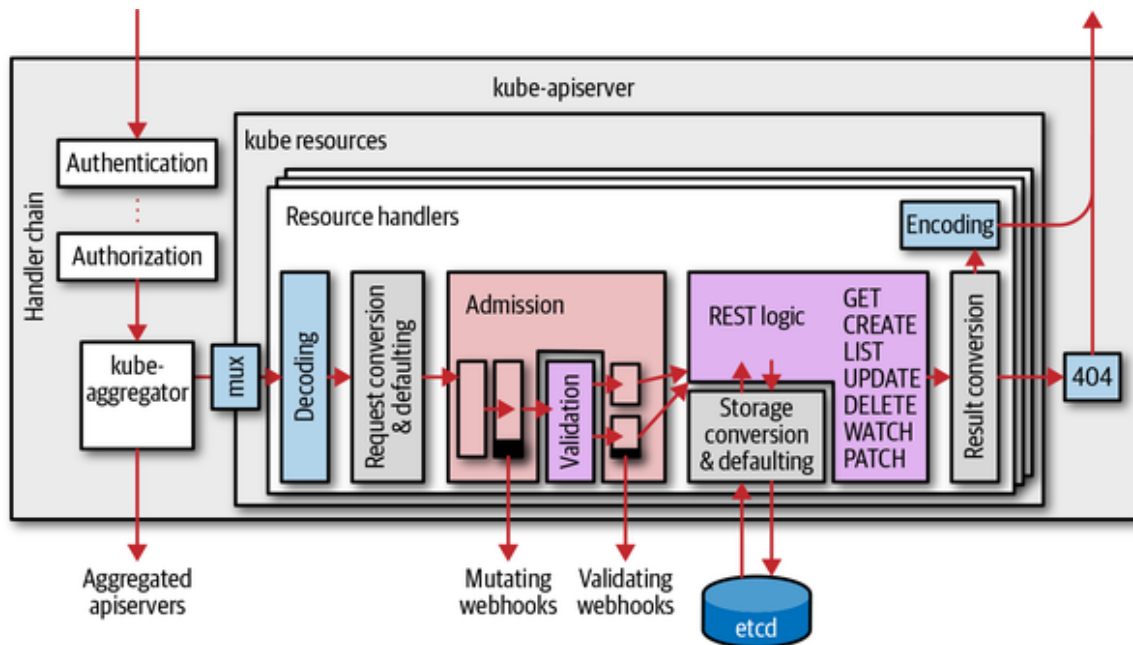 kube-apiserver
Handler chain
Authentication
Authorization
kube-
aggregator
Aggregated
apiservers
kube resources
mux
Resource handlers
Decoding
Request conversion
& defaulting
Admission
Validation
Mutating
webhooks
Validating
webhooks
REST logic
GET
CREATE
LIST
UPDATE
DELETE
WATCH
PATCH
Storage
conversion
& defaulting
etcd
Result conversion
Encoding
404